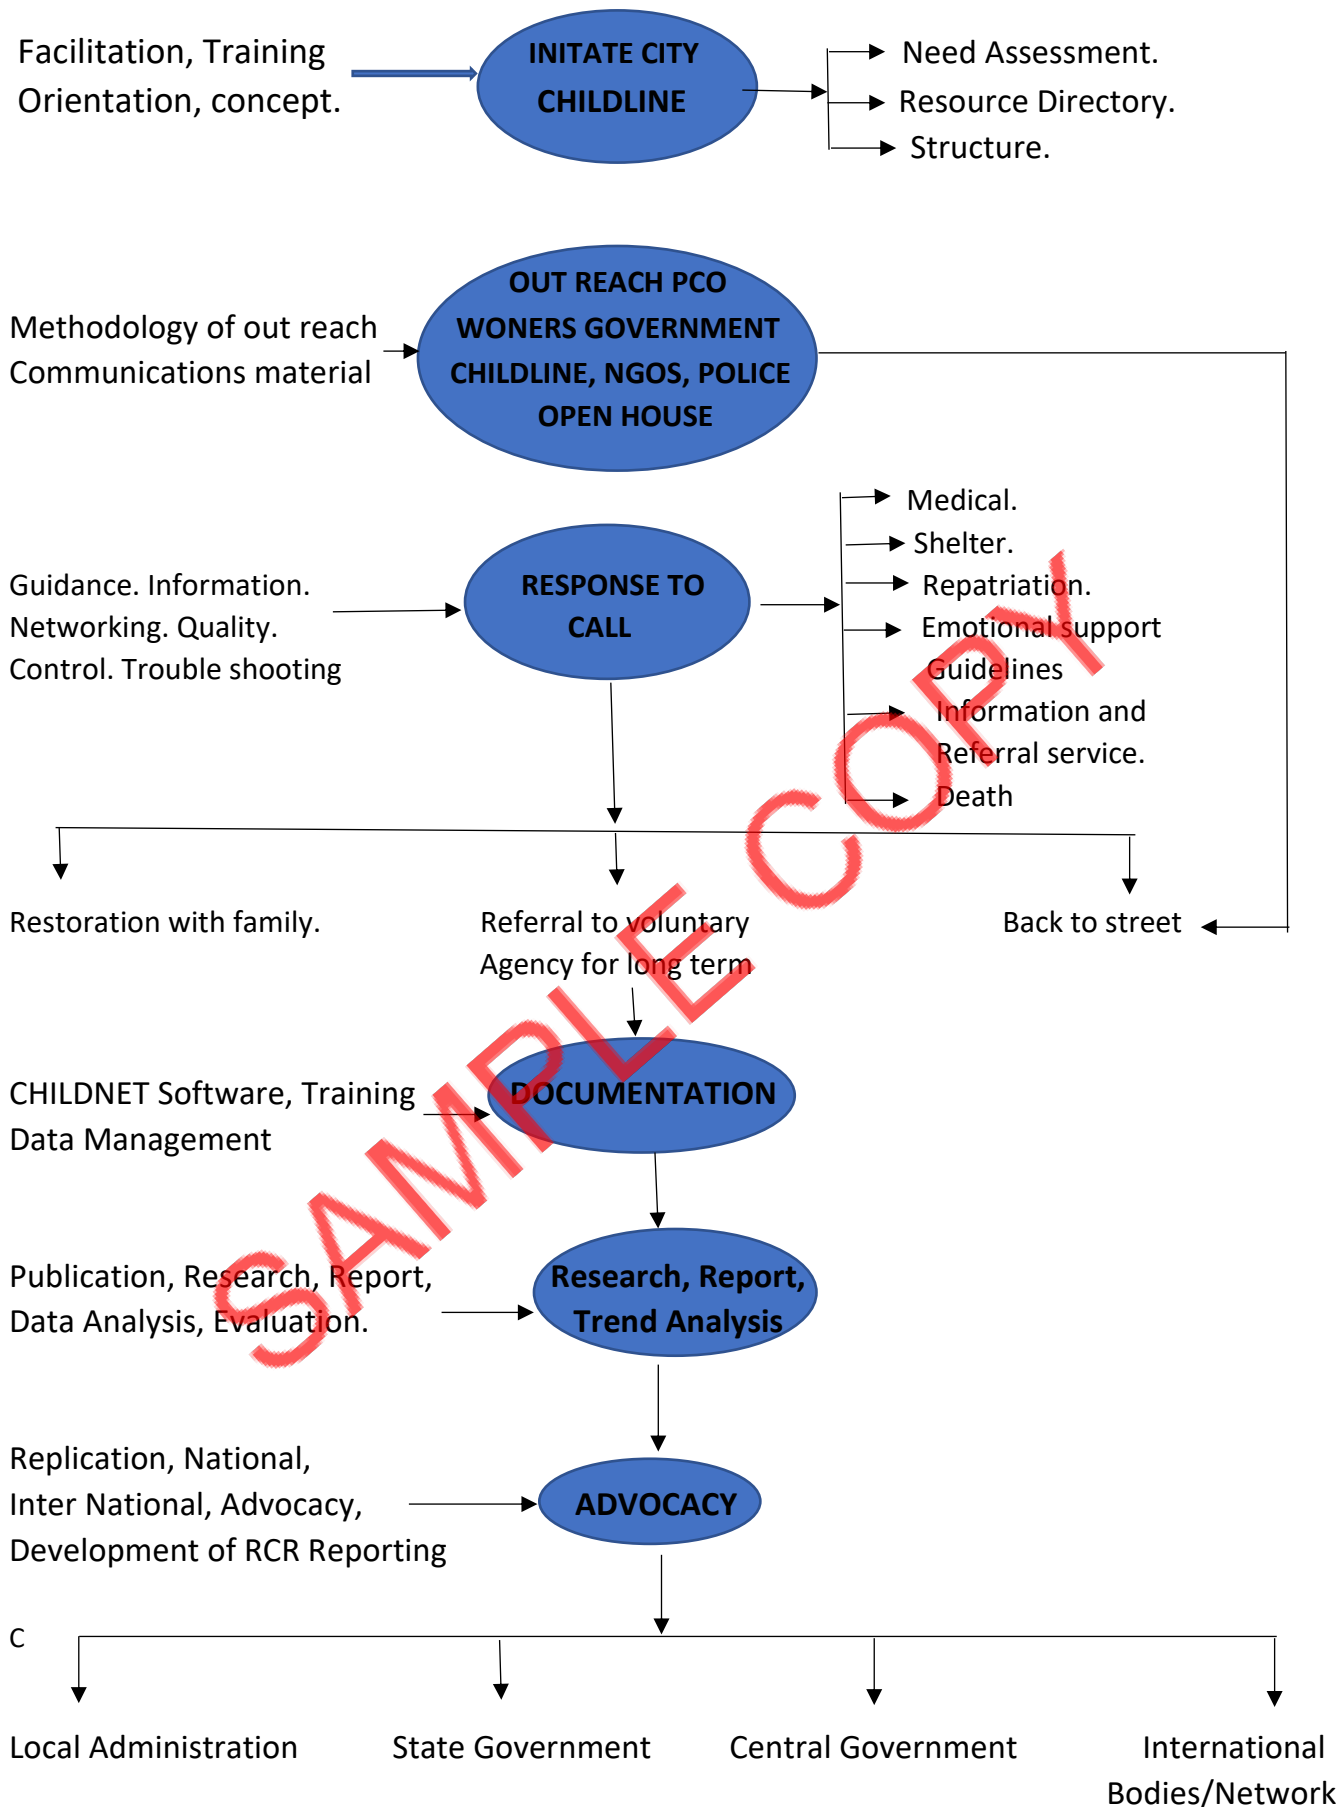 Facilitation, Training
Orientation, concept.
INITATE CITY
CHILDLINE
Need Assessment.
Resource Directory.
Structure.
Methodology of out reach
Communications material
OUT REACH PCO
WONERS GOVERNMENT
CHILDLINE, NGOS, POLICE
OPEN HOUSE
Guidance. Information.
Networking. Quality.
Control. Trouble shooting
RESPONSE TO
CALL
Medical.
Shelter.
Repatriation.
Emotional support
Guidelines
Information and
Referral service.
Death
Restoration with family.
Referral to voluntary
Agency for long term
Back to street
CHILDNET Software, Training
Data Management
DOCUMENTATION
Publication, Research, Report,
Data Analysis, Evaluation.
Research, Report,
Trend Analysis
Replication, National,
Inter National, Advocacy,
Development of RCR Reporting
ADVOCACY
C
Local Administration
State Government
Central Government
International
Bodies/Network
SAMPLE COPY